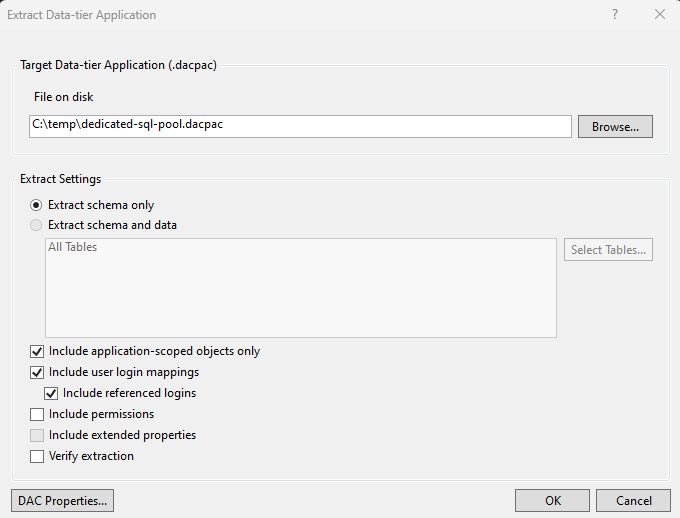 Extract Data-tier Application
?
Target Data-tier Application (.dacpac)
File on disk
C:\temp\dedicated-sql-pool.dacpac
Browse...
Extract Settings
Extract schema only
Extract schema and data
All Tables
Select Tables...
Include application-scoped objects only
Include user login mappings
Include referenced logins
Include permissions
Include extended properties
Verify extraction
DAC Properties...
OK
Cancel